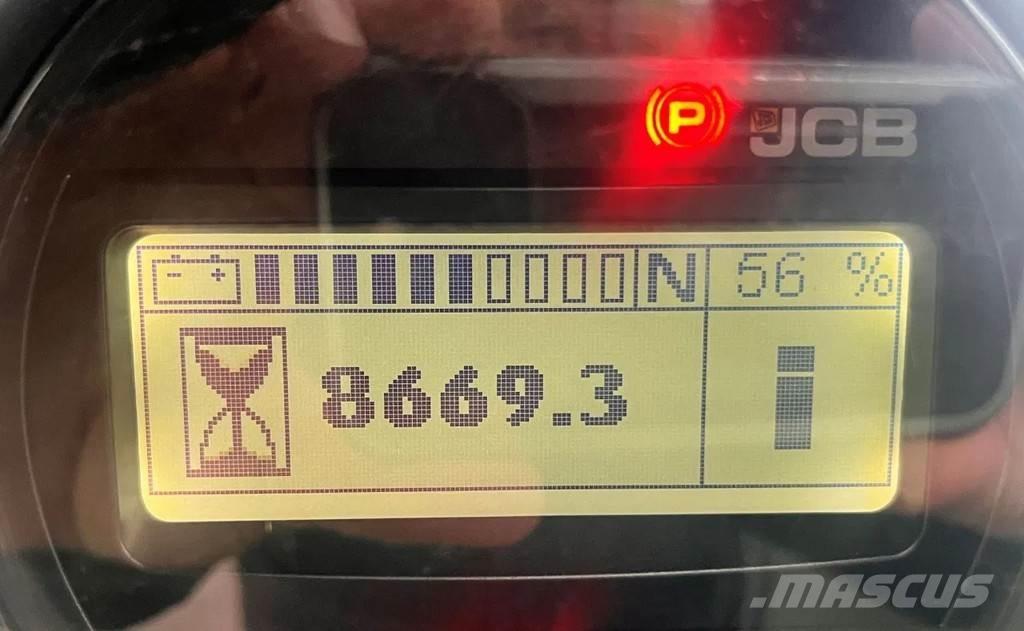 P
JCB
- + N 56 %
8669.3
i
.MASCUS